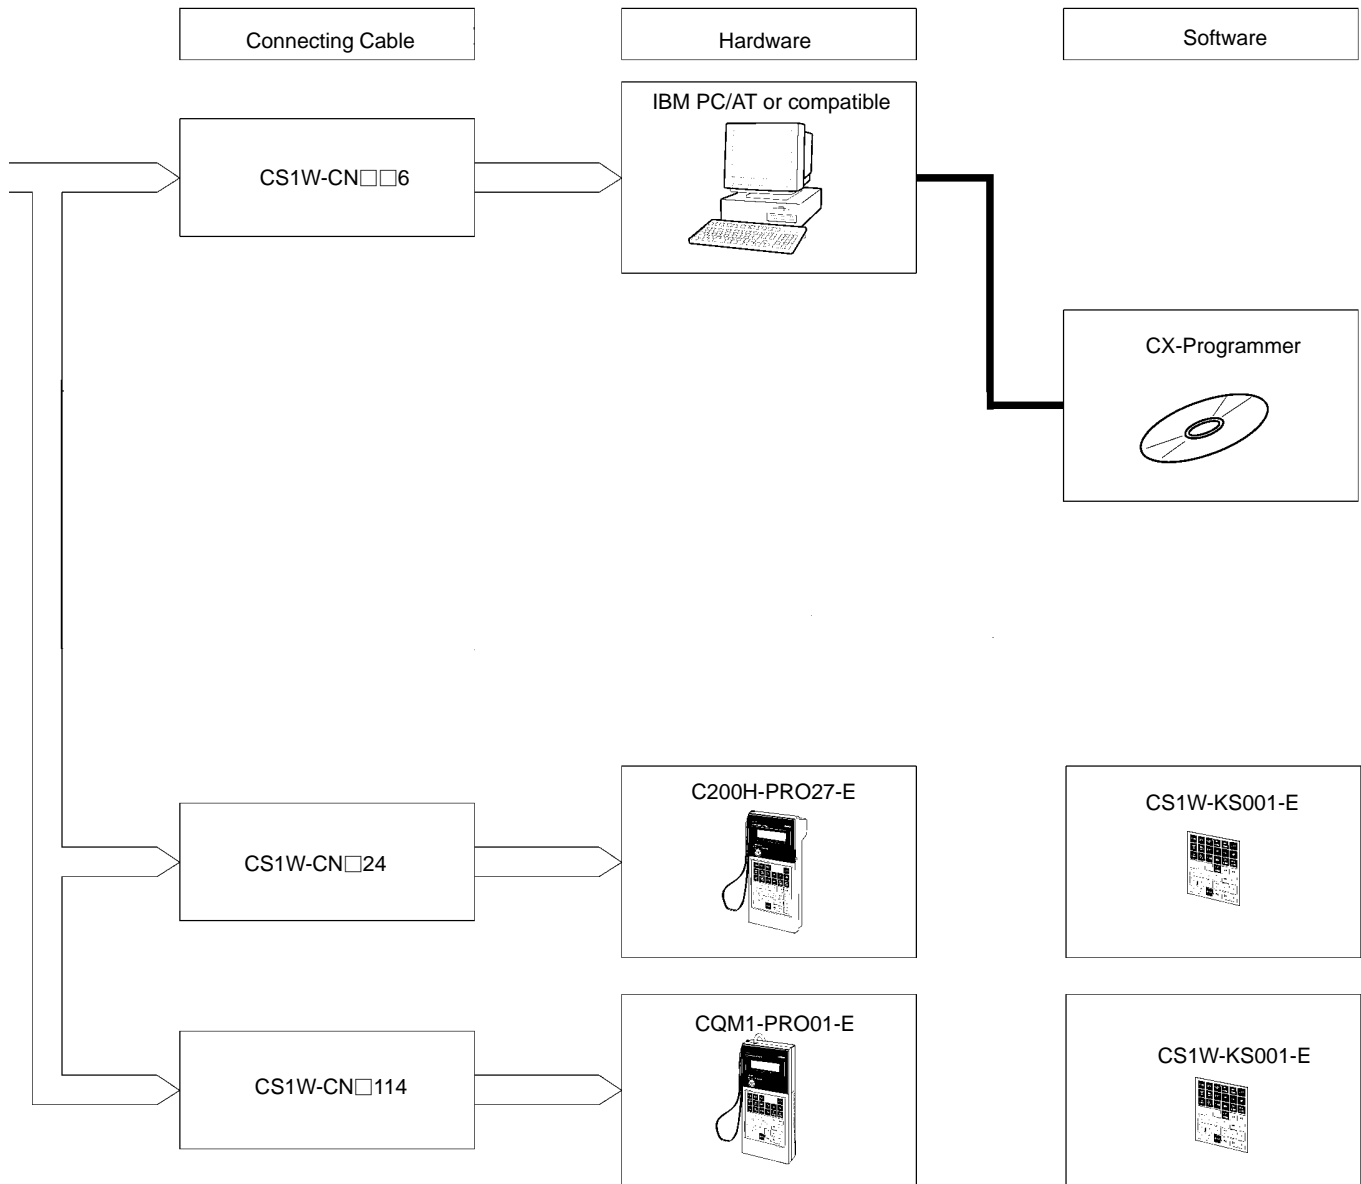 Connecting Cable
Hardware
Software
IBM PC/AT or compatible
CS1W-CN□□6
CX-Programmer
C200H-PRO27-E
CS1W-KS001-E
CS1W-CN□24
CQM1-PRO01-E
CS1W-KS001-E
CS1W-CN□114